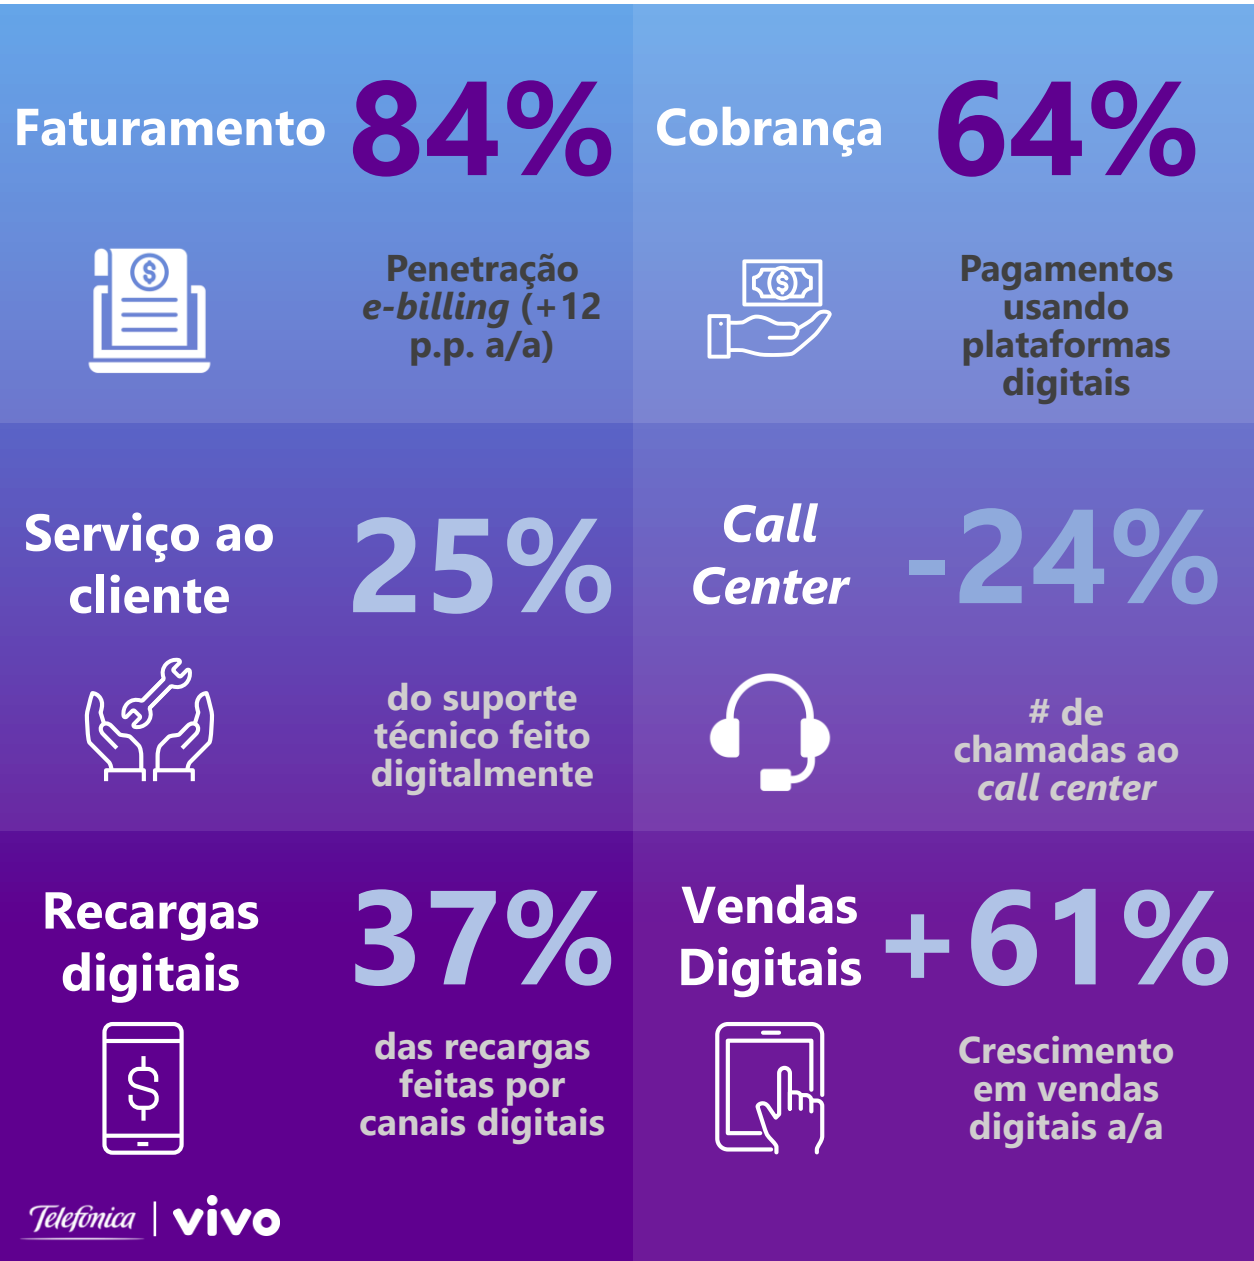 Faturamento
84%
Penetração
e-billing (+12
p.p. a/a)
Cobrança
64%
Pagamentos
usando
plataformas
digitais
Serviço ao
cliente
25%
do suporte
técnico feito
digitalmente
Call
Center
-24%
# de
chamadas ao
call center
Recargas
digitais
37%
das recargas
feitas por
canais digitais
Vendas
Digitais
+61%
Crescimento
em vendas
digitais a/a
Telefónica | vivo